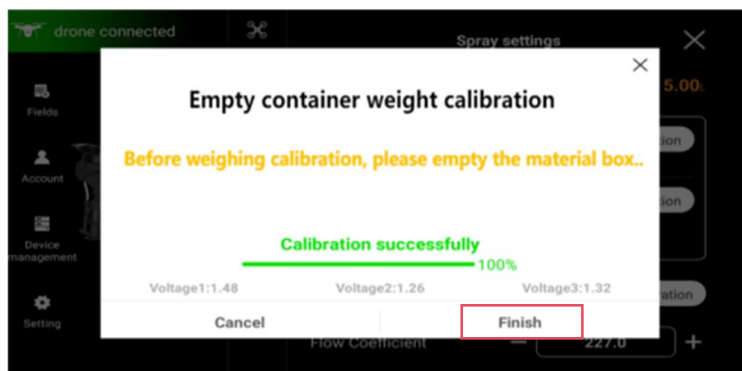 drone connected
Spray settings
Empty container weight calibration
5.00L
Fields
Before weighing calibration, please empty the material box..
Account
Calibration successfully
100%
Device
management
Voltage1:1.48 Voltage2:1.26 Voltage3:1.32
Cancel Finish
Setting
Flow Coefficient − 227.0 +